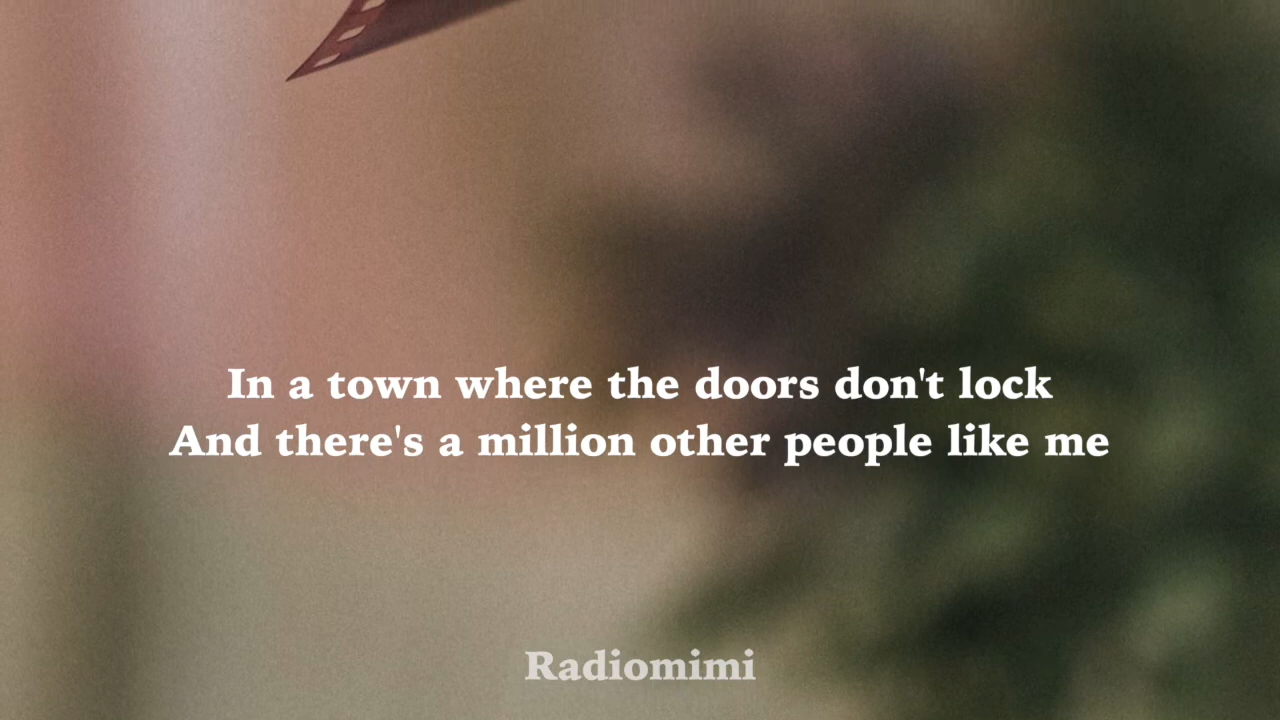 In a town where the doors don't lock
And there's a million other people like me
Radiomimi